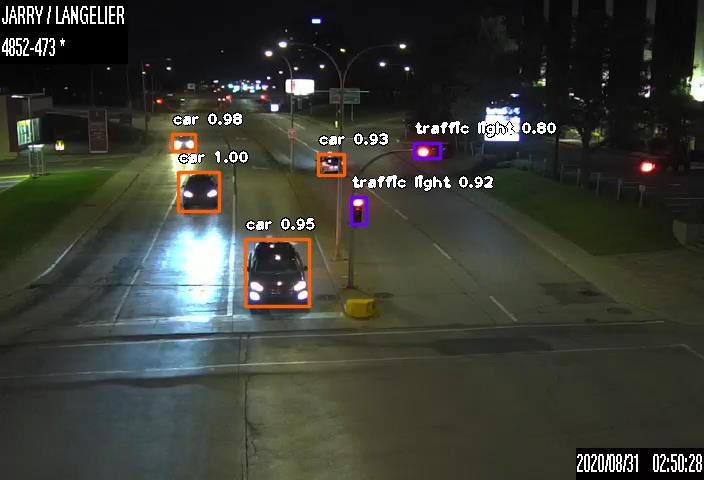 JARRY / LANGELIER
4852-473 *
car 0.98
car 1.00
car 0.93
traffic light 0.80
traffic light 0.92
car 0.95
2020/08/31 02:50:28